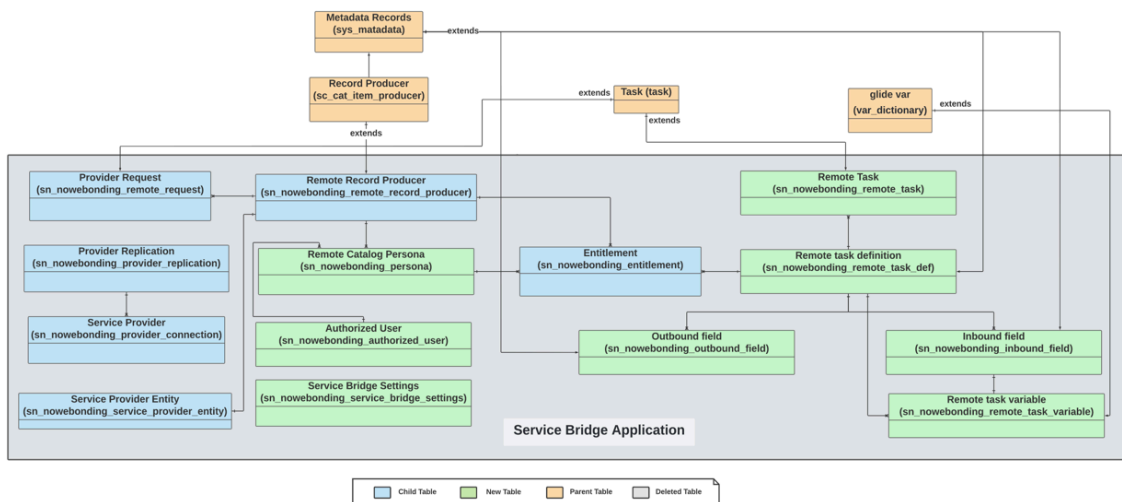 Metadata Records
(sys_matadata)
extends
Record Producer
(sc_cat_item_producer)
extends
Task (task)
extends
glide var
(var_dictionary)
extends
extends
Provider Request
(sn_nowebonding_remote_request)
Remote Record Producer
(sn_nowebonding_remote_record_producer)
Remote Task
(sn_nowebonding_remote_task)
Provider Replication
(sn_nowebonding_provider_replication)
Remote Catalog Persona
(sn_nowebonding_persona)
Entitlement
(sn_nowebonding_entitlement)
Remote task definition
(sn_nowebonding_remote_task_def)
Service Provider
(sn_nowebonding_provider_connection)
Authorized User
(sn_nowebonding_authorized_user)
Outbound field
(sn_nowebonding_outbound_field)
Inbound field
(sn_nowebonding_inbound_field)
Service Provider Entity
(sn_nowebonding_service_provider_entity)
Service Bridge Settings
(sn_nowebonding_service_bridge_settings)
Remote task variable
(sn_nowebonding_remote_task_variable)
Service Bridge Application
Child Table
New Table
Parent Table
Deleted Table